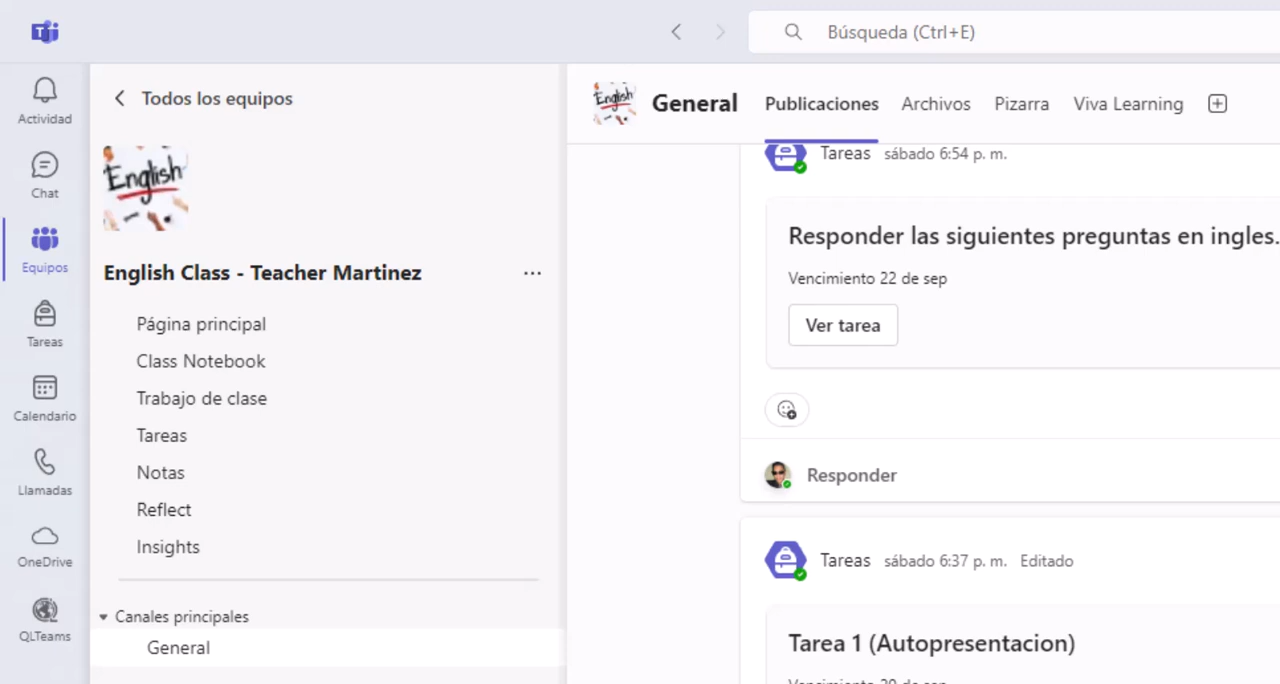 Búsqueda (Ctrl+E)
Actividad
Chat
Equipos
Tareas
Calendario
Llamadas
OneDrive
QLTeams
Todos los equipos
English
English Class - Teacher Martinez
Página principal
Class Notebook
Trabajo de clase
Tareas
Notas
Reflect
Insights
Canales principales
General
English
General Publicaciones Archivos Pizarra Viva Learning
Tareas sábado 6:54 p. m.
Responder las siguientes preguntas en ingles.
Vencimiento 22 de sep
Ver tarea
Responder
Tareas sábado 6:37 p. m. Editado
Tarea 1 (Autopresentacion)